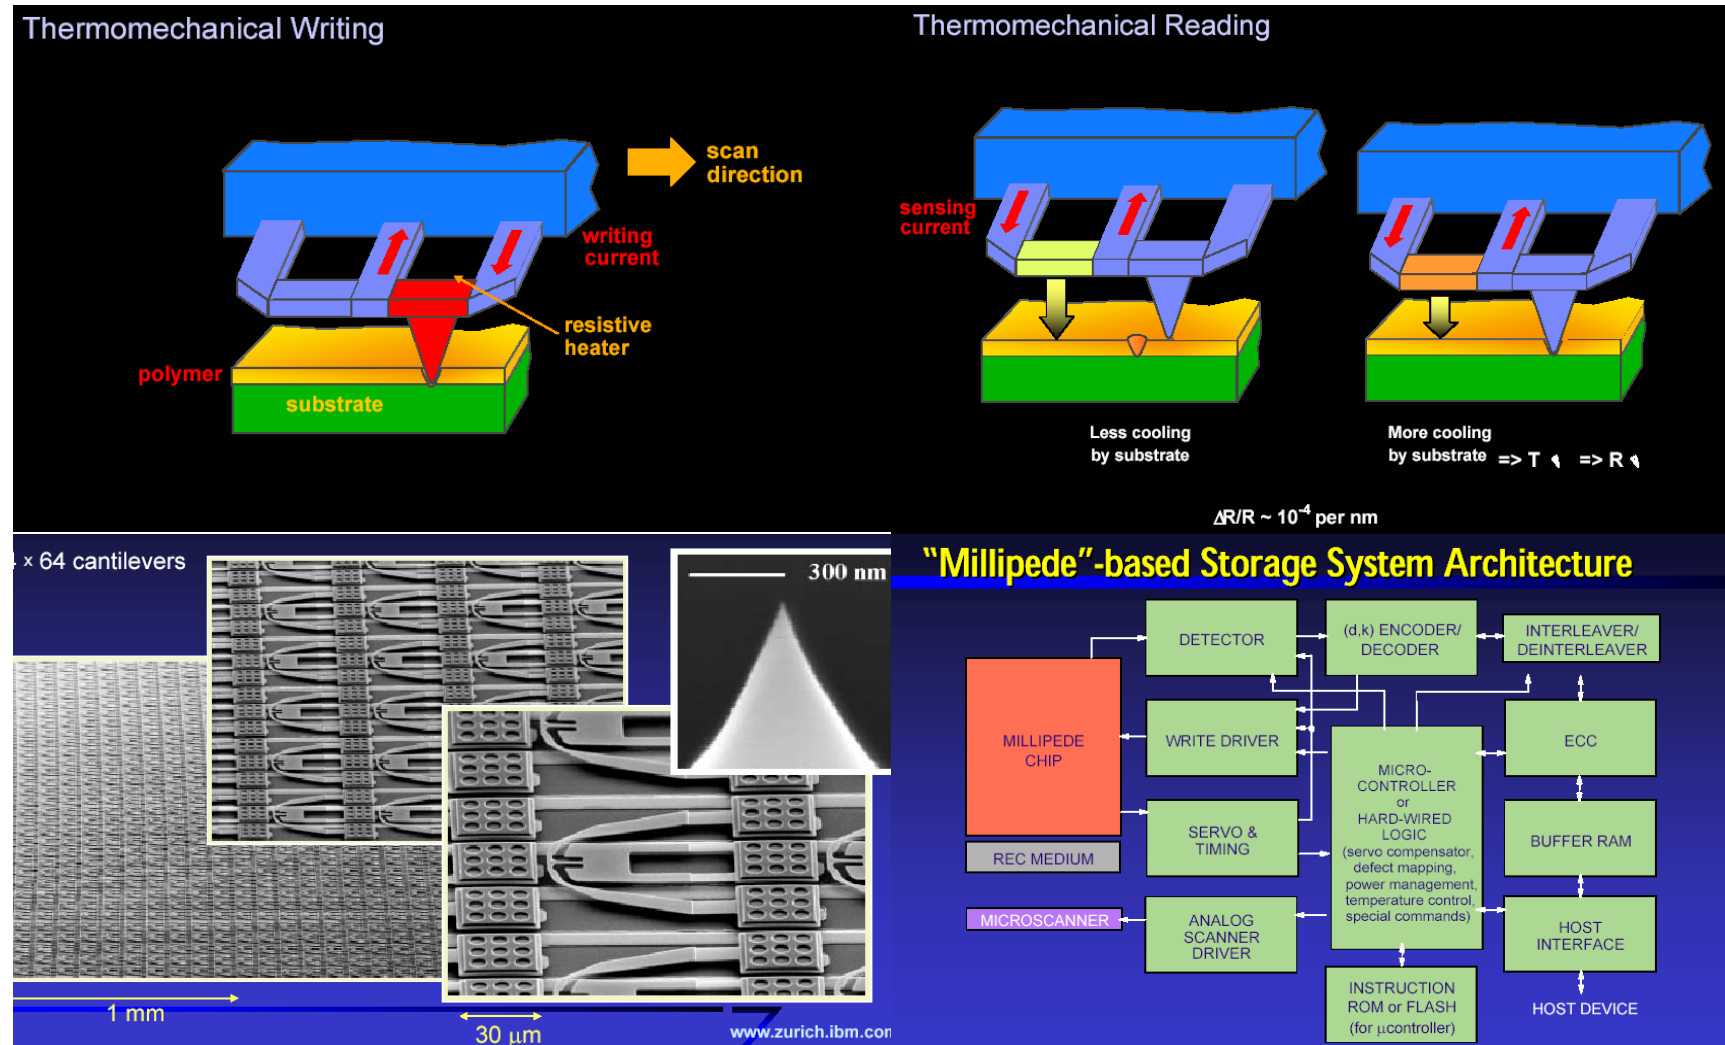 Thermomechanical Writing
scan
direction
writing
current
resistive
heater
polymer
substrate
Thermomechanical Reading
sensing
current
Less cooling
by substrate
More cooling
by substrate => T => R
ΔR/R ~ 10⁻⁴ per nm
× 64 cantilevers
300 nm
1 mm
30 μm
www.zurich.ibm.com
"Millipede"-based Storage System Architecture
DETECTOR
(d,k) ENCODER/
DECODER
INTERLEAVER/
DEINTERLEAVER
MILLIPEDE
CHIP
WRITE DRIVER
ECC
MICRO-
CONTROLLER
or
HARD-WIRED
LOGIC
(servo compensator,
defect mapping,
power management,
temperature control,
special commands)
SERVO &
TIMING
BUFFER RAM
REC MEDIUM
MICROSCANNER
ANALOG
SCANNER
DRIVER
HOST
INTERFACE
INSTRUCTION
ROM or FLASH
(for μcontroller)
HOST DEVICE